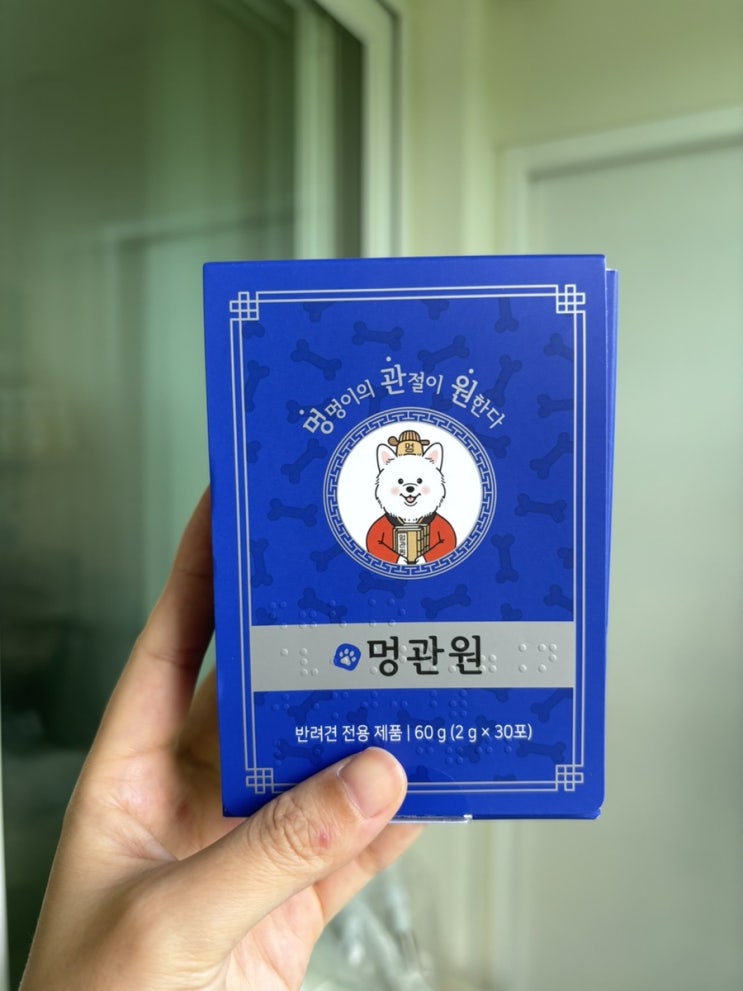 멍멍이의 관절이 원한다
멍
멍관원
반려견 전용 제품 | 60 g (2 g × 30포)